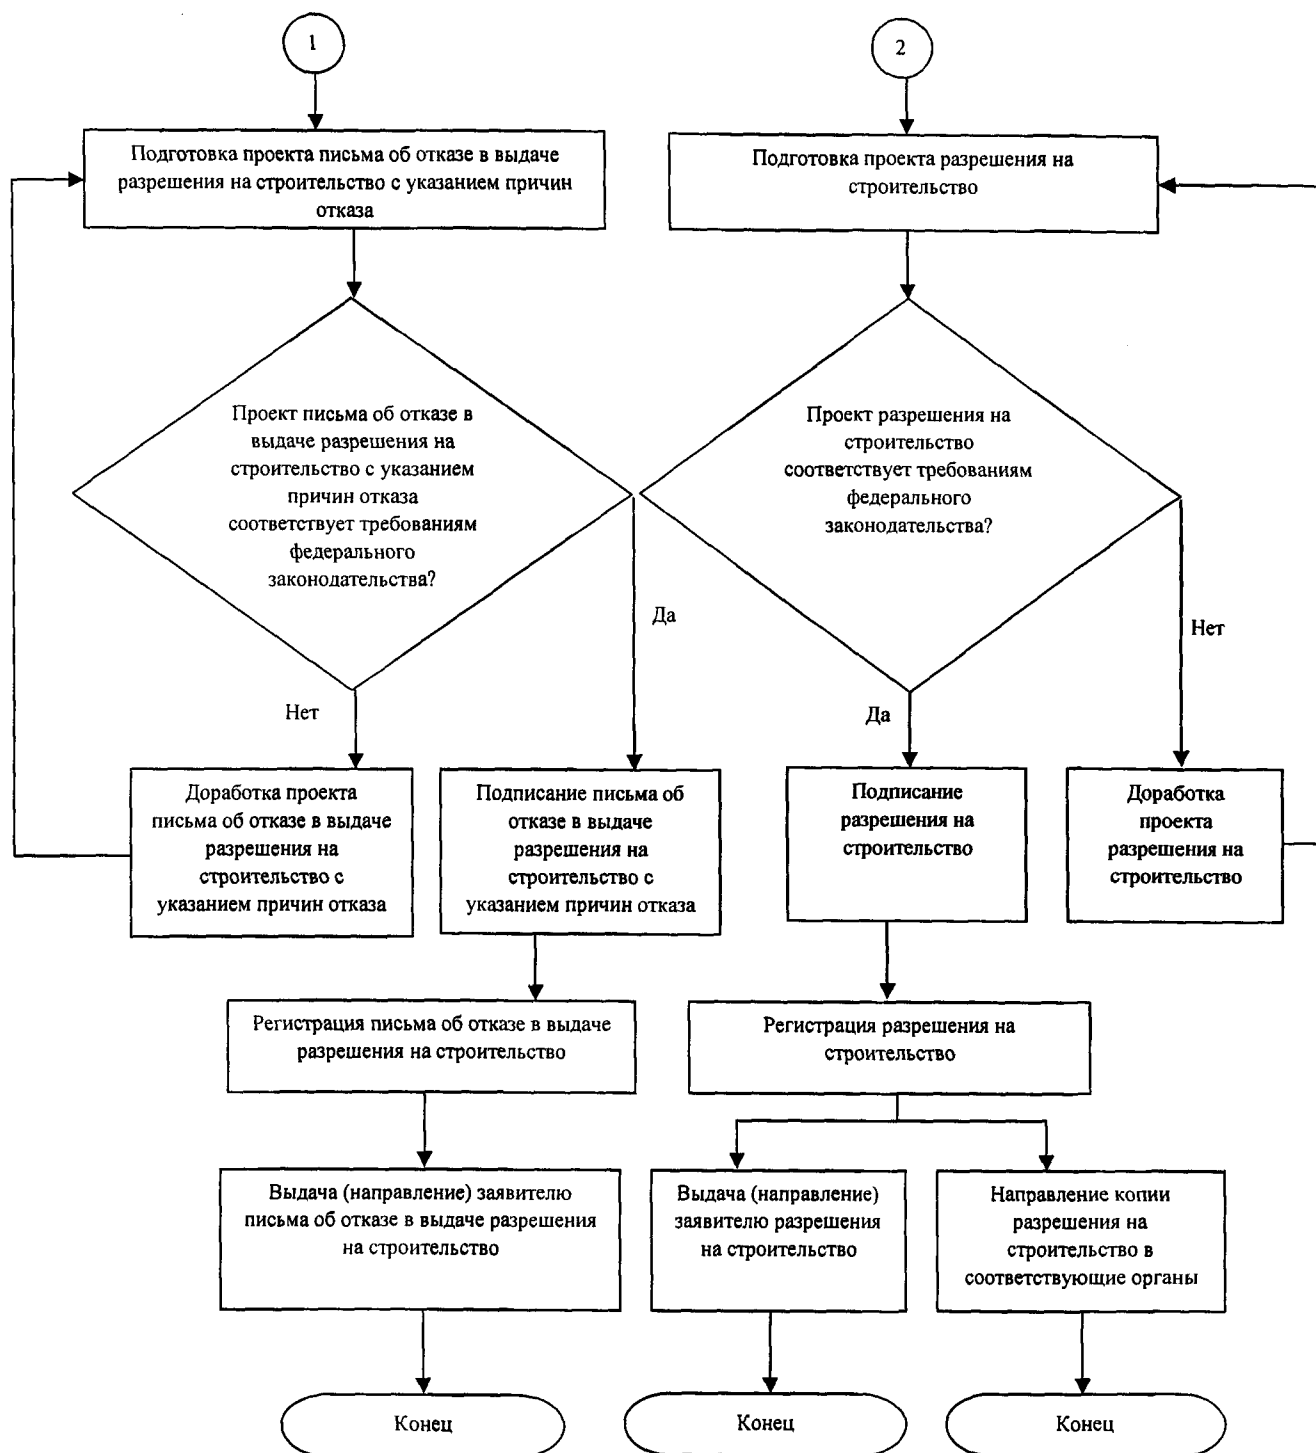 1
2
Подготовка проекта письма об отказе в выдаче
разрешения на строительство с указанием причин
отказа
Подготовка проекта разрешения на
строительство
Проект письма об отказе в
выдаче разрешения на
строительство с указанием
причин отказа
соответствует требованиям
федерального
законодательства?
Проект разрешения на
строительство
соответствует требованиям
федерального
законодательства?
Да
Нет
Нет
Да
Доработка проекта
письма об отказе в выдаче
разрешения на
строительство с
указанием причин отказа
Подписание письма об
отказе в выдаче
разрешения на
строительство с
указанием причин отказа
Подписание
разрешения на
строительство
Доработка
проекта
разрешения на
строительство
Регистрация письма об отказе в выдаче
разрешения на строительство
Регистрация разрешения на
строительство
Выдача (направление) заявителю
письма об отказе в выдаче разрешения
на строительство
Выдача (направление)
заявителю разрешения
на строительство
Направление копии
разрешения на
строительство в
соответствующие органы
Конец
Конец
Конец